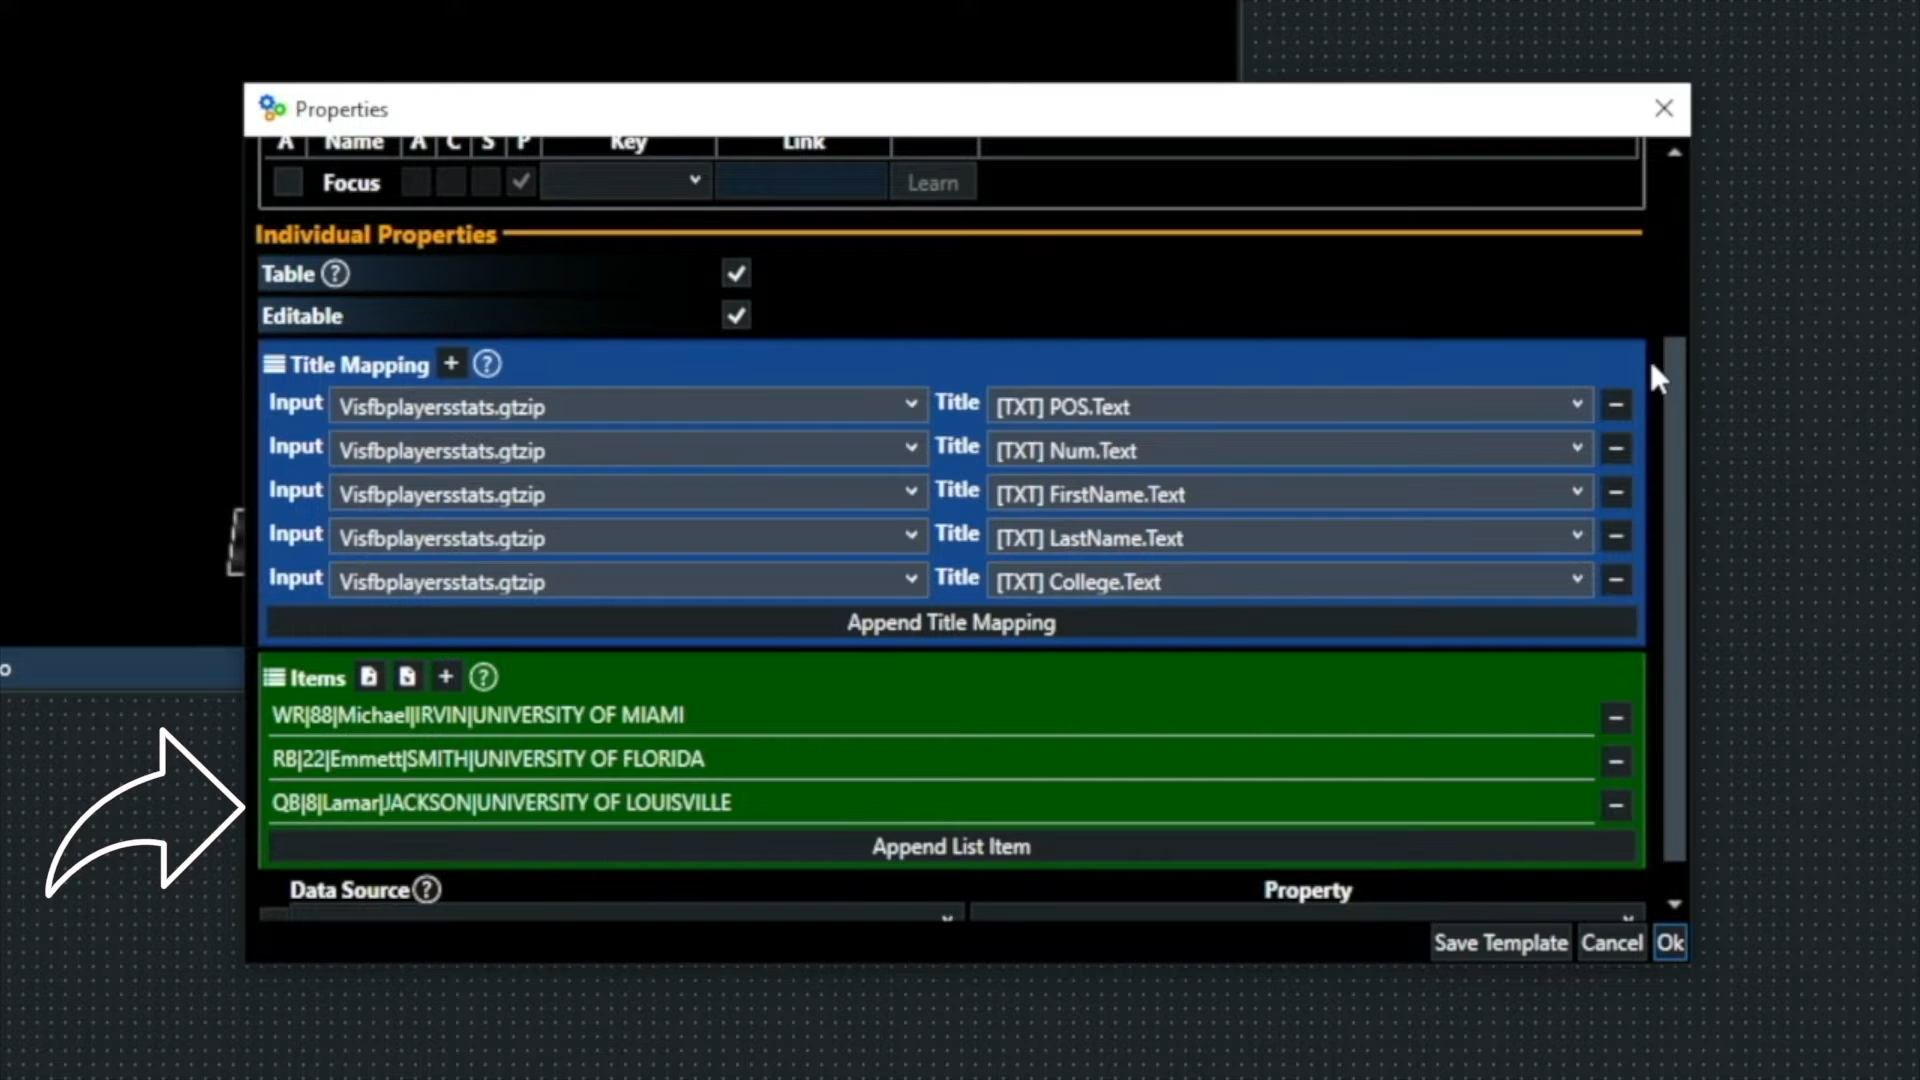 Properties
A Name A C S P Key Link
Focus Learn
Individual Properties
Table ?
Editable
Title Mapping + ?
Input Visfbplayersstats.gtzip Title [TXT] POS.Text
Input Visfbplayersstats.gtzip Title [TXT] Num.Text
Input Visfbplayersstats.gtzip Title [TXT] FirstName.Text
Input Visfbplayersstats.gtzip Title [TXT] LastName.Text
Input Visfbplayersstats.gtzip Title [TXT] College.Text
Append Title Mapping
o
Items + ?
WR|88|Michael|IRVIN|UNIVERSITY OF MIAMI
RB|22|Emmett|SMITH|UNIVERSITY OF FLORIDA
QB|8|Lamar|JACKSON|UNIVERSITY OF LOUISVILLE
Append List Item
Data Source ? Property
Save Template Cancel Ok